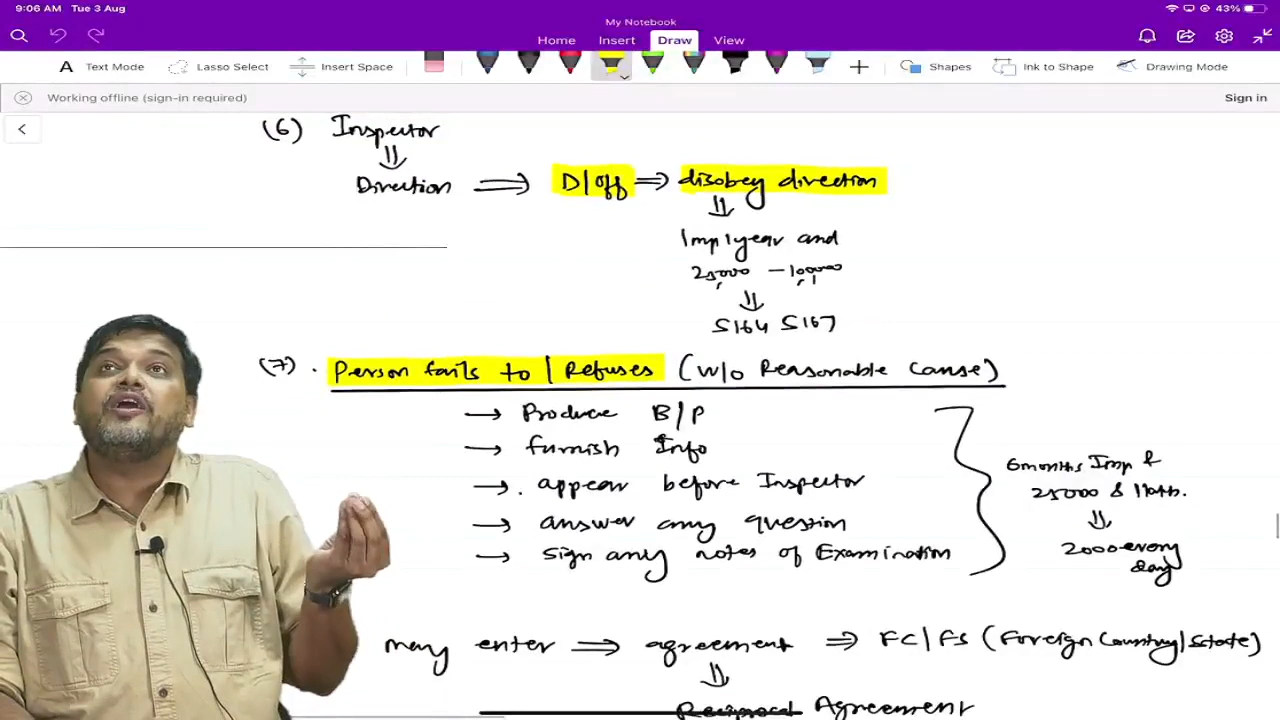 9:06 AM Tue 3 Aug
43%
My Notebook
Home Insert Draw View
Text Mode Lasso Select Insert Space Shapes Ink to Shape Drawing Mode
Working offline (sign-in required) Sign in
(6) Inspector
Direction ⇒ D/off ⇒ disobey direction
Imp 1 year and
25000 – 100000
S164 S167
(7). Person fails to / Refuses (w/o Reasonable Cause)
→ Produce B/P
→ furnish Info
→ appear before Inspector
→ answer any question
→ sign any notes of Examination
6 months Imp &
25000 & 1 lakh.
2000 every
day
may enter ⇒ agreement ⇒ FC/FS (Foreign Country/State)
Reciprocal Agreement